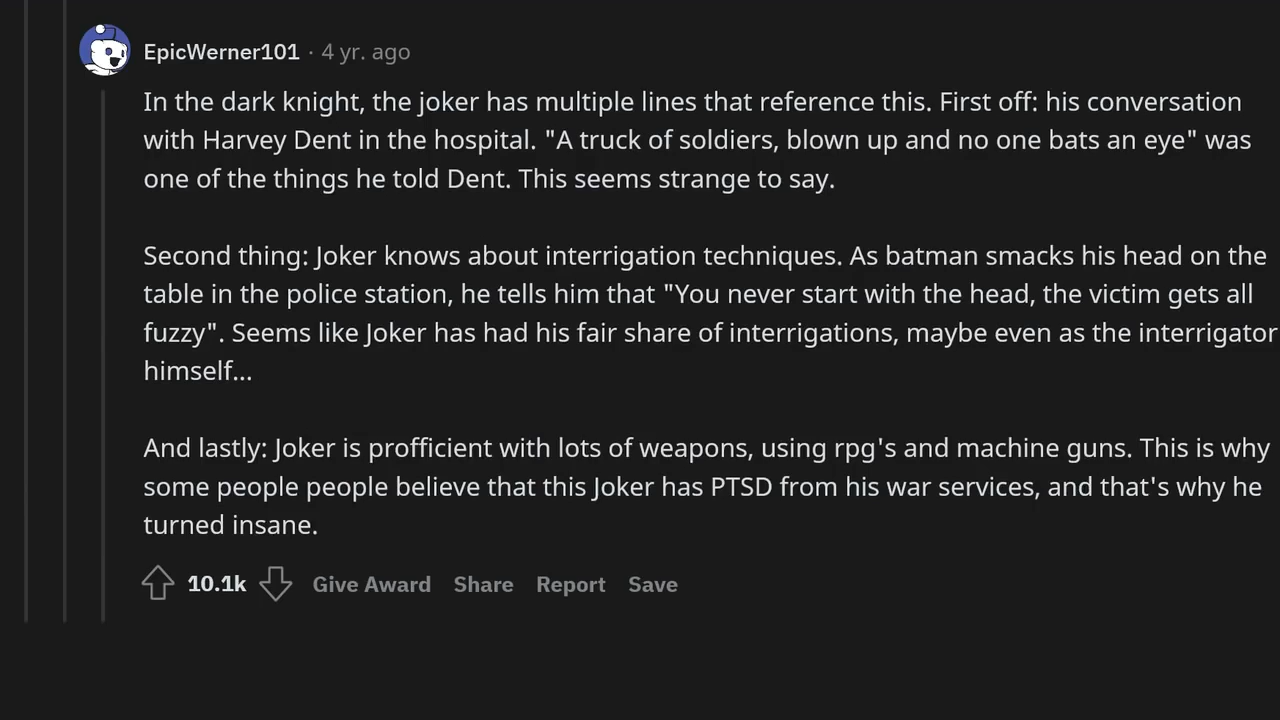 EpicWerner101 · 4 yr. ago
In the dark knight, the joker has multiple lines that reference this. First off: his conversation
with Harvey Dent in the hospital. "A truck of soldiers, blown up and no one bats an eye" was
one of the things he told Dent. This seems strange to say.
Second thing: Joker knows about interrigation techniques. As batman smacks his head on the
table in the police station, he tells him that "You never start with the head, the victim gets all
fuzzy". Seems like Joker has had his fair share of interrigations, maybe even as the interrigator
himself...
And lastly: Joker is profficient with lots of weapons, using rpg's and machine guns. This is why
some people people believe that this Joker has PTSD from his war services, and that's why he
turned insane.
10.1k Give Award Share Report Save